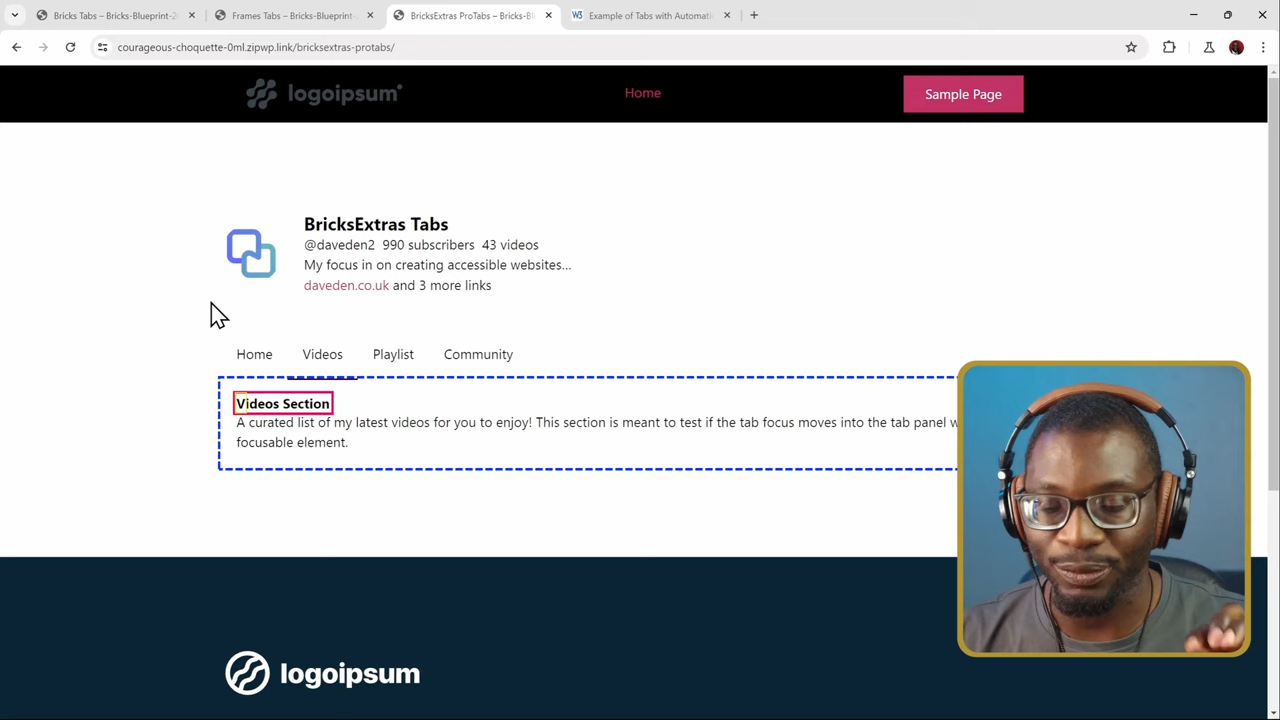 Bricks Tabs – Bricks-Blueprint-2
Frames Tabs – Bricks-Blueprint-
BricksExtras ProTabs – Bricks-Bl
W3
Example of Tabs with Automati
courageous-choquette-0ml.zipwp.link/bricksextras-protabs/
logoipsum
Home
Sample Page
BricksExtras Tabs
@daveden2 990 subscribers 43 videos
My focus in on creating accessible websites...
daveden.co.uk and 3 more links
Home Videos Playlist Community
Videos Section
A curated list of my latest videos for you to enjoy! This section is meant to test if the tab focus moves into the tab panel w
focusable element.
logoipsum